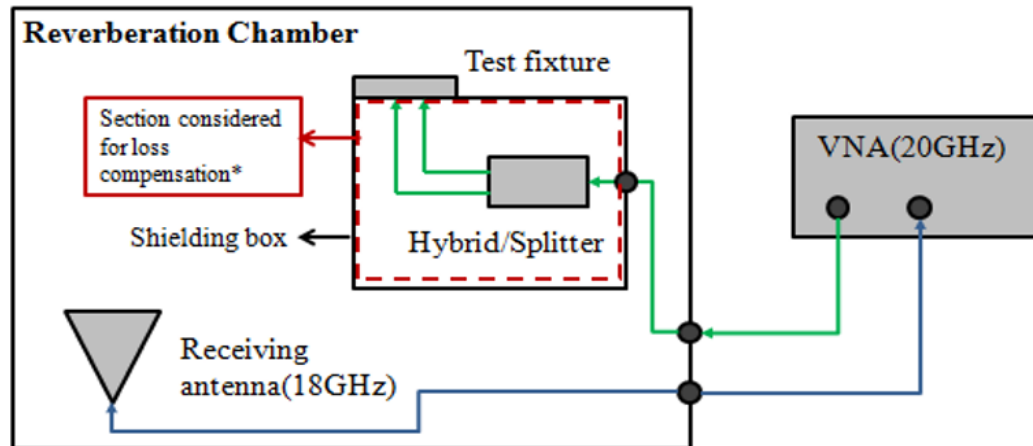 Reverberation Chamber
Test fixture
Section considered
for loss
compensation*
VNA(20GHz)
Shielding box
Hybrid/Splitter
Receiving
antenna(18GHz)